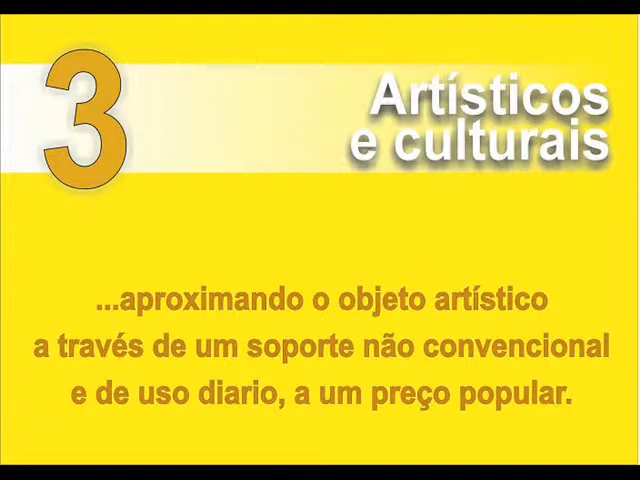 3
Artísticos
e culturais
...aproximando o objeto artístico
a través de um soporte não convencional
e de uso diario, a um preço popular.